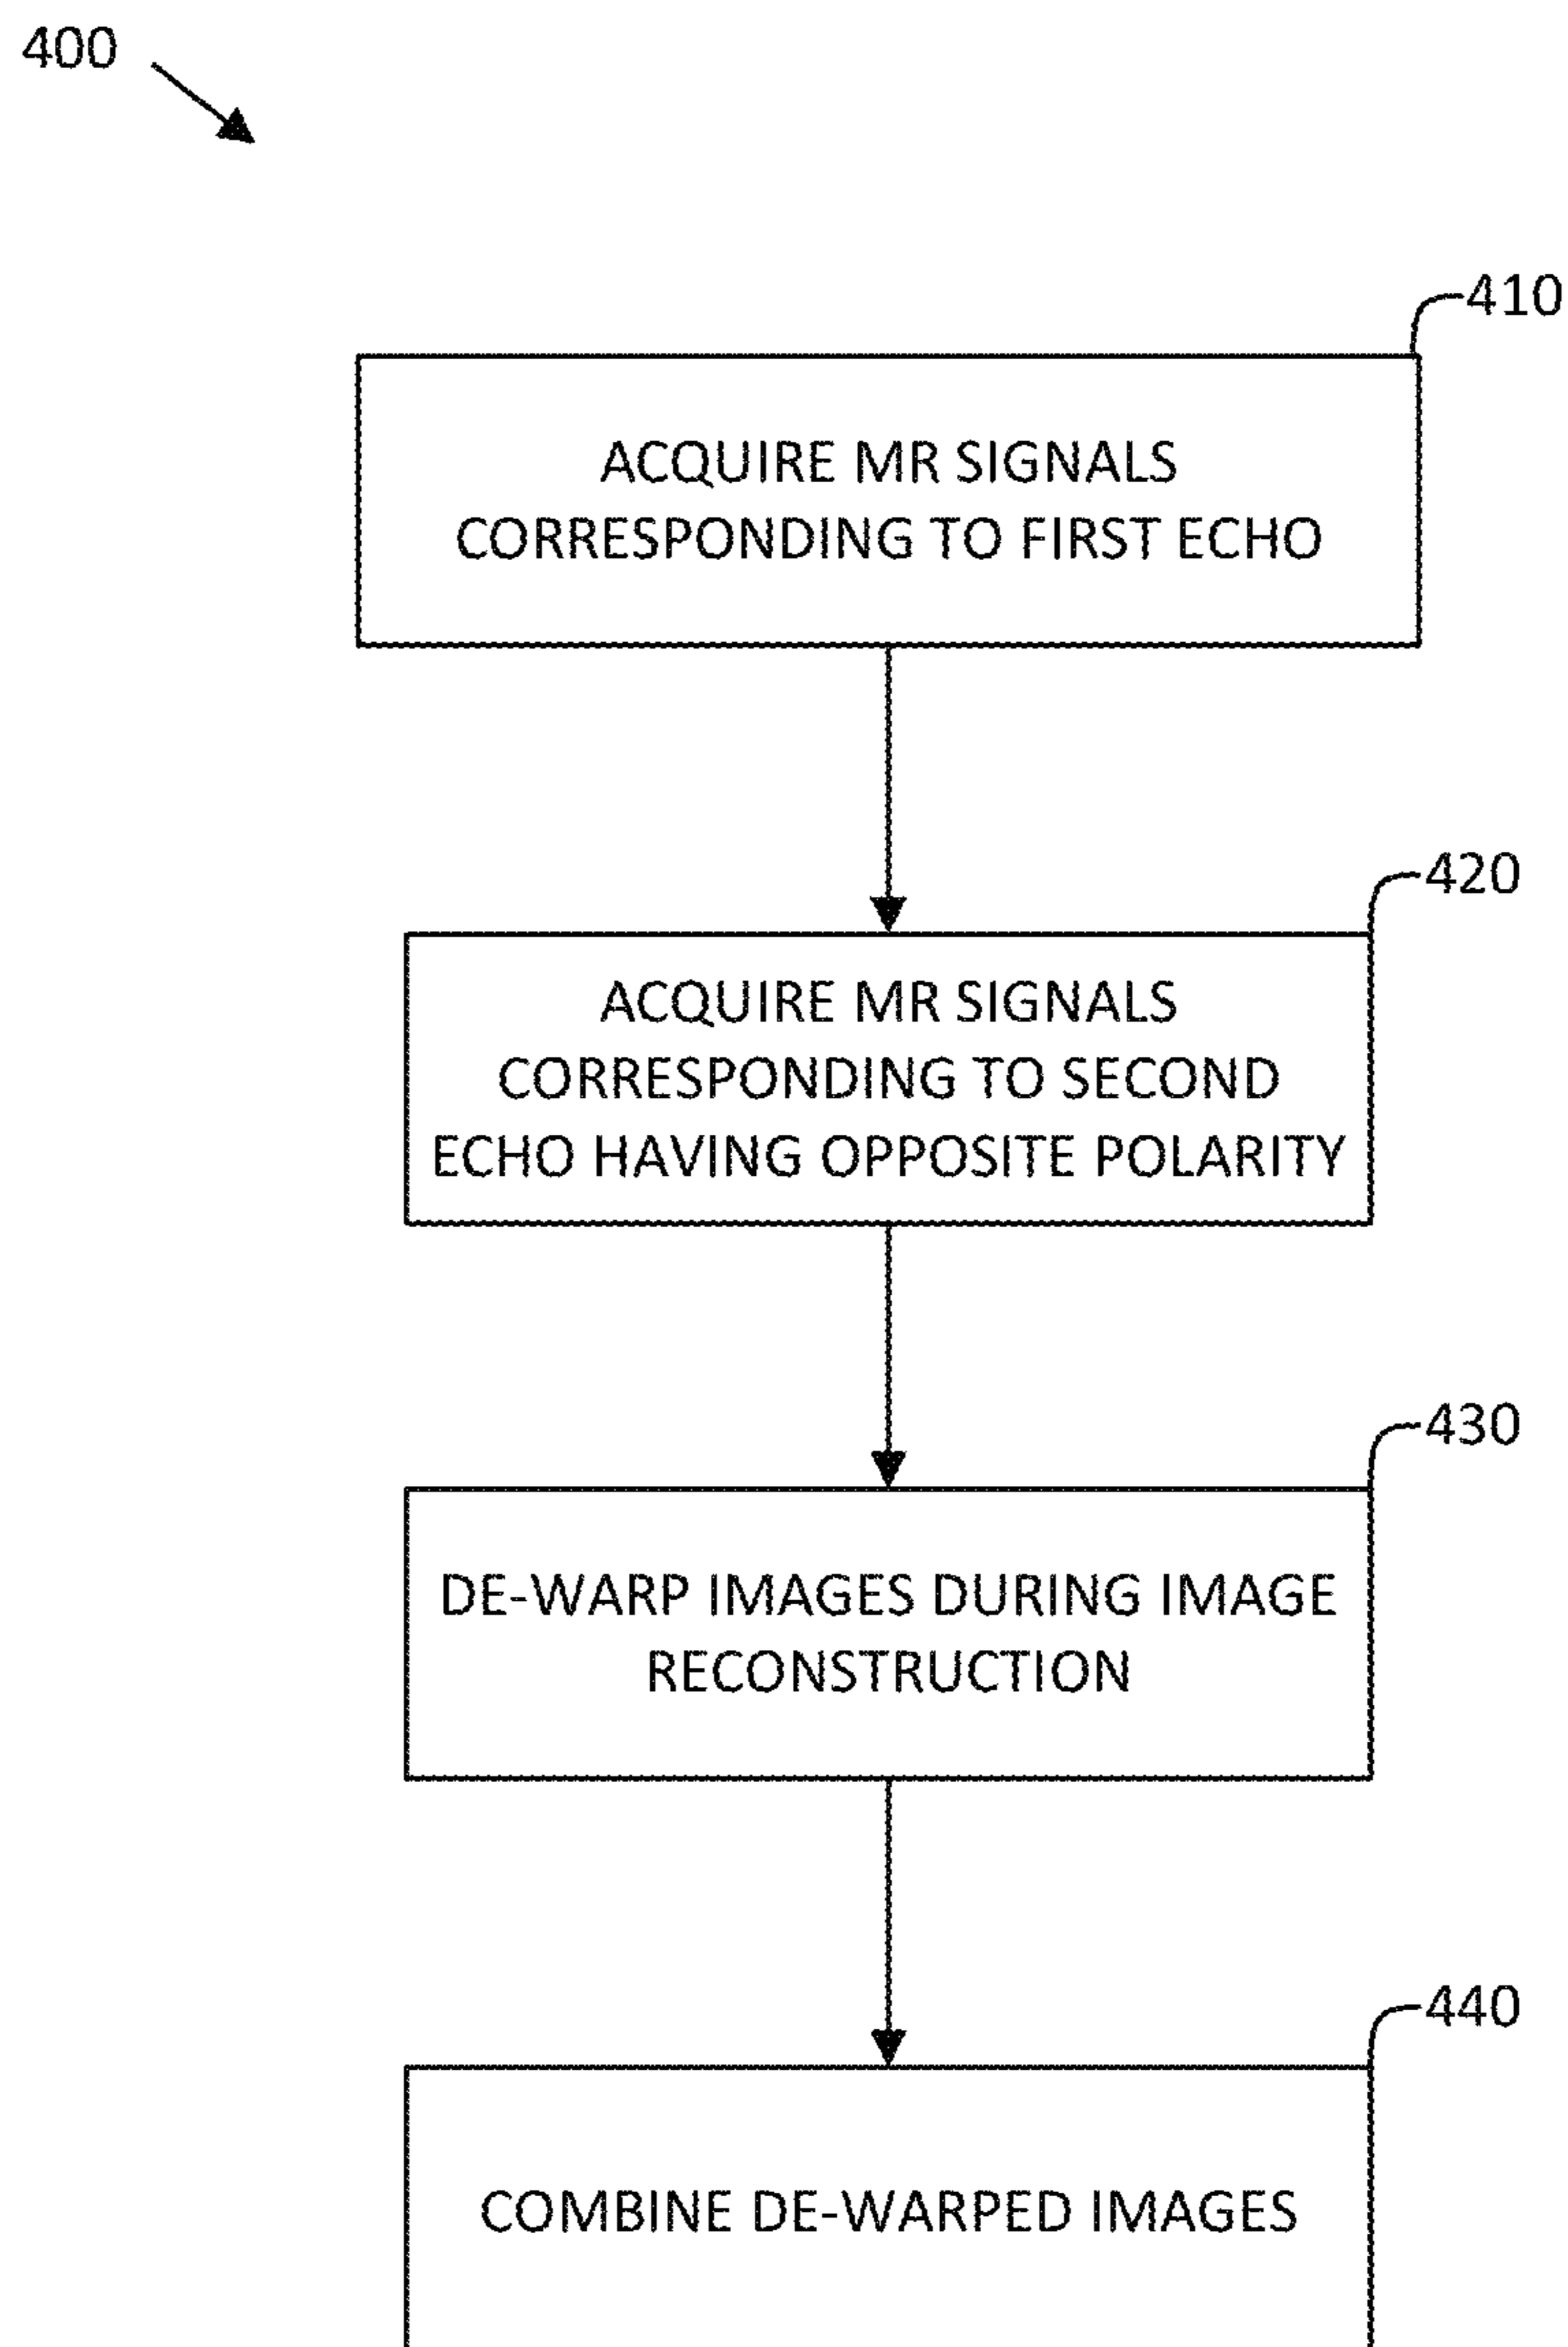 400
410
ACQUIRE MR SIGNALS
CORRESPONDING TO FIRST ECHO
420
ACQUIRE MR SIGNALS
CORRESPONDING TO SECOND
ECHO HAVING OPPOSITE POLARITY
430
DE-WARP IMAGES DURING IMAGE
RECONSTRUCTION
440
COMBINE DE-WARPED IMAGES